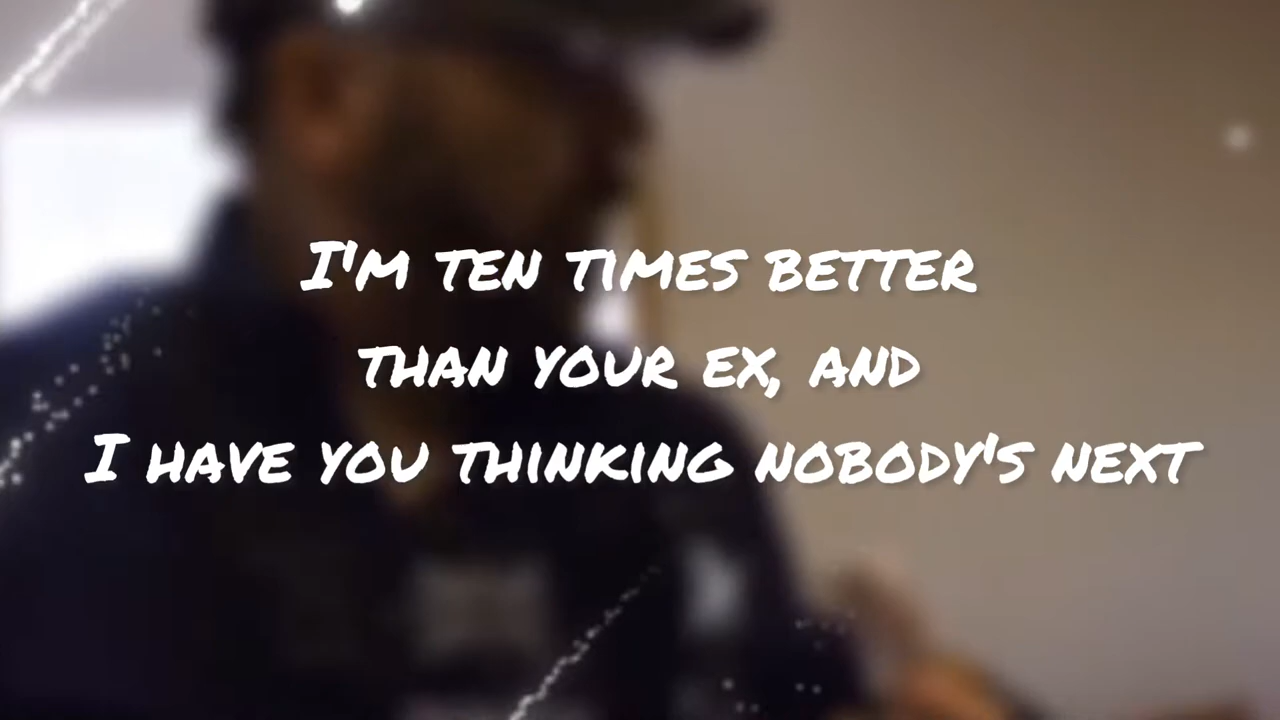 I'M TEN TIMES BETTER
THAN YOUR EX, AND
I HAVE YOU THINKING NOBODY'S NEXT